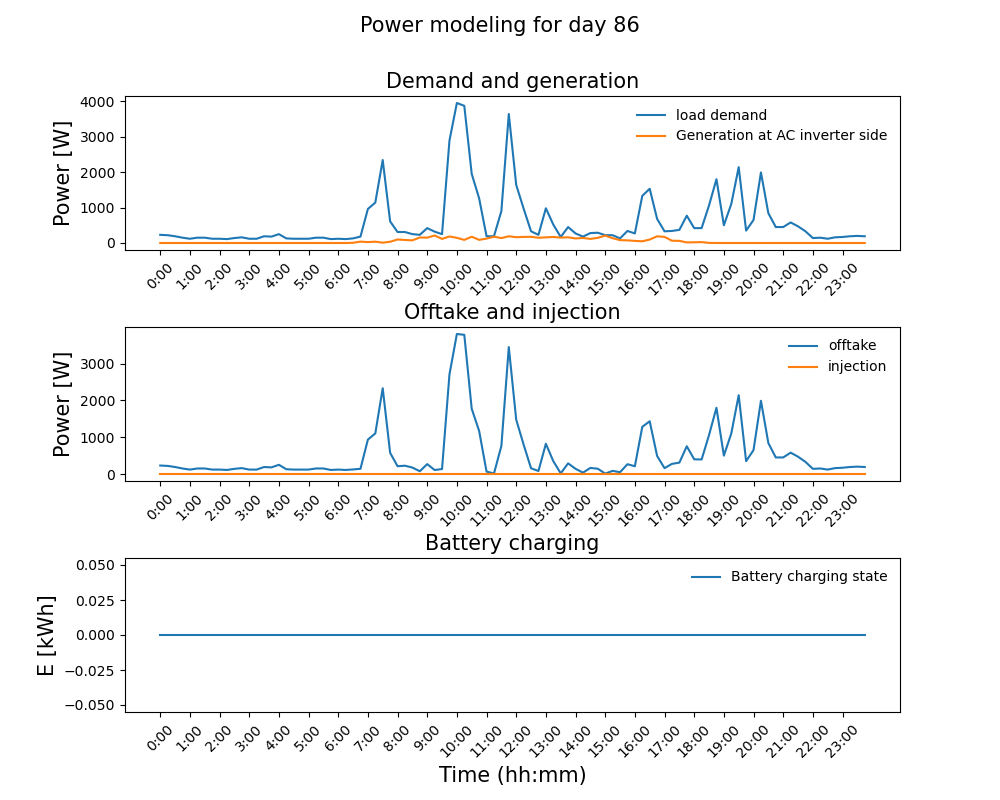 Power modeling for day 86
Demand and generation
Power [W]
4000
3000
2000
1000
0
load demand
Generation at AC inverter side
0:00 1:00 2:00 3:00 4:00 5:00 6:00 7:00 8:00 9:00 10:00 11:00 12:00 13:00 14:00 15:00 16:00 17:00 18:00 19:00 20:00 21:00 22:00 23:00
Offtake and injection
Power [W]
3000
2000
1000
0
offtake
injection
0:00 1:00 2:00 3:00 4:00 5:00 6:00 7:00 8:00 9:00 10:00 11:00 12:00 13:00 14:00 15:00 16:00 17:00 18:00 19:00 20:00 21:00 22:00 23:00
Battery charging
E [kWh]
0.050
0.025
0.000
−0.025
−0.050
Battery charging state
0:00 1:00 2:00 3:00 4:00 5:00 6:00 7:00 8:00 9:00 10:00 11:00 12:00 13:00 14:00 15:00 16:00 17:00 18:00 19:00 20:00 21:00 22:00 23:00
Time (hh:mm)